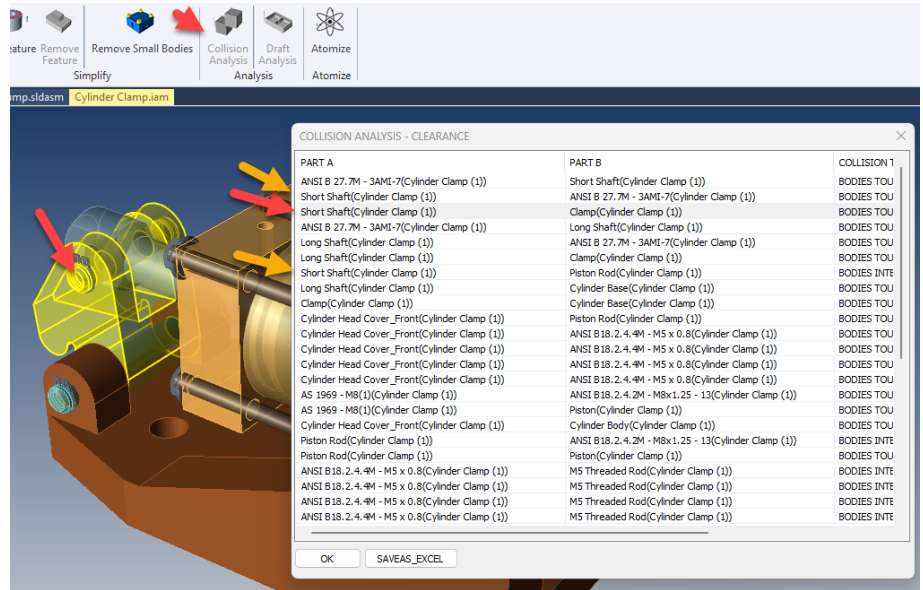 eature Remove Feature
Remove Small Bodies
Collision Analysis
Draft Analysis
Atomize
Simplify
Analysis
Atomize
mp.sldasm
Cylinder Clamp.iam
COLLISION ANALYSIS - CLEARANCE
PART A PART B COLLISION T
ANSI B 27.7M - 3AMI-7(Cylinder Clamp (1)) Short Shaft(Cylinder Clamp (1)) BODIES TOU
Short Shaft(Cylinder Clamp (1)) ANSI B 27.7M - 3AMI-7(Cylinder Clamp (1)) BODIES TOU
Short Shaft(Cylinder Clamp (1)) Clamp(Cylinder Clamp (1)) BODIES TOU
ANSI B 27.7M - 3AMI-7(Cylinder Clamp (1)) Long Shaft(Cylinder Clamp (1)) BODIES TOU
Long Shaft(Cylinder Clamp (1)) ANSI B 27.7M - 3AMI-7(Cylinder Clamp (1)) BODIES TOU
Long Shaft(Cylinder Clamp (1)) Clamp(Cylinder Clamp (1)) BODIES TOU
Short Shaft(Cylinder Clamp (1)) Piston Rod(Cylinder Clamp (1)) BODIES INTE
Long Shaft(Cylinder Clamp (1)) Cylinder Base(Cylinder Clamp (1)) BODIES TOU
Clamp(Cylinder Clamp (1)) Cylinder Base(Cylinder Clamp (1)) BODIES TOU
Cylinder Head Cover_Front(Cylinder Clamp (1)) Piston Rod(Cylinder Clamp (1)) BODIES TOU
Cylinder Head Cover_Front(Cylinder Clamp (1)) ANSI B18.2.4.4M - M5 x 0.8(Cylinder Clamp (1)) BODIES TOU
Cylinder Head Cover_Front(Cylinder Clamp (1)) ANSI B18.2.4.4M - M5 x 0.8(Cylinder Clamp (1)) BODIES TOU
Cylinder Head Cover_Front(Cylinder Clamp (1)) ANSI B18.2.4.4M - M5 x 0.8(Cylinder Clamp (1)) BODIES TOU
Cylinder Head Cover_Front(Cylinder Clamp (1)) ANSI B18.2.4.4M - M5 x 0.8(Cylinder Clamp (1)) BODIES TOU
AS 1969 - M8(1)(Cylinder Clamp (1)) ANSI B18.2.4.2M - M8x1.25 - 13(Cylinder Clamp (1)) BODIES TOU
AS 1969 - M8(1)(Cylinder Clamp (1)) Piston(Cylinder Clamp (1)) BODIES TOU
Cylinder Head Cover_Front(Cylinder Clamp (1)) Cylinder Body(Cylinder Clamp (1)) BODIES TOU
Piston Rod(Cylinder Clamp (1)) ANSI B18.2.4.2M - M8x1.25 - 13(Cylinder Clamp (1)) BODIES INTE
Piston Rod(Cylinder Clamp (1)) Piston(Cylinder Clamp (1)) BODIES TOU
ANSI B18.2.4.4M - M5 x 0.8(Cylinder Clamp (1)) M5 Threaded Rod(Cylinder Clamp (1)) BODIES INTE
ANSI B18.2.4.4M - M5 x 0.8(Cylinder Clamp (1)) M5 Threaded Rod(Cylinder Clamp (1)) BODIES INTE
ANSI B18.2.4.4M - M5 x 0.8(Cylinder Clamp (1)) M5 Threaded Rod(Cylinder Clamp (1)) BODIES INTE
ANSI B18.2.4.4M - M5 x 0.8(Cylinder Clamp (1)) M5 Threaded Rod(Cylinder Clamp (1)) BODIES INTE
OK SAVEAS_EXCEL